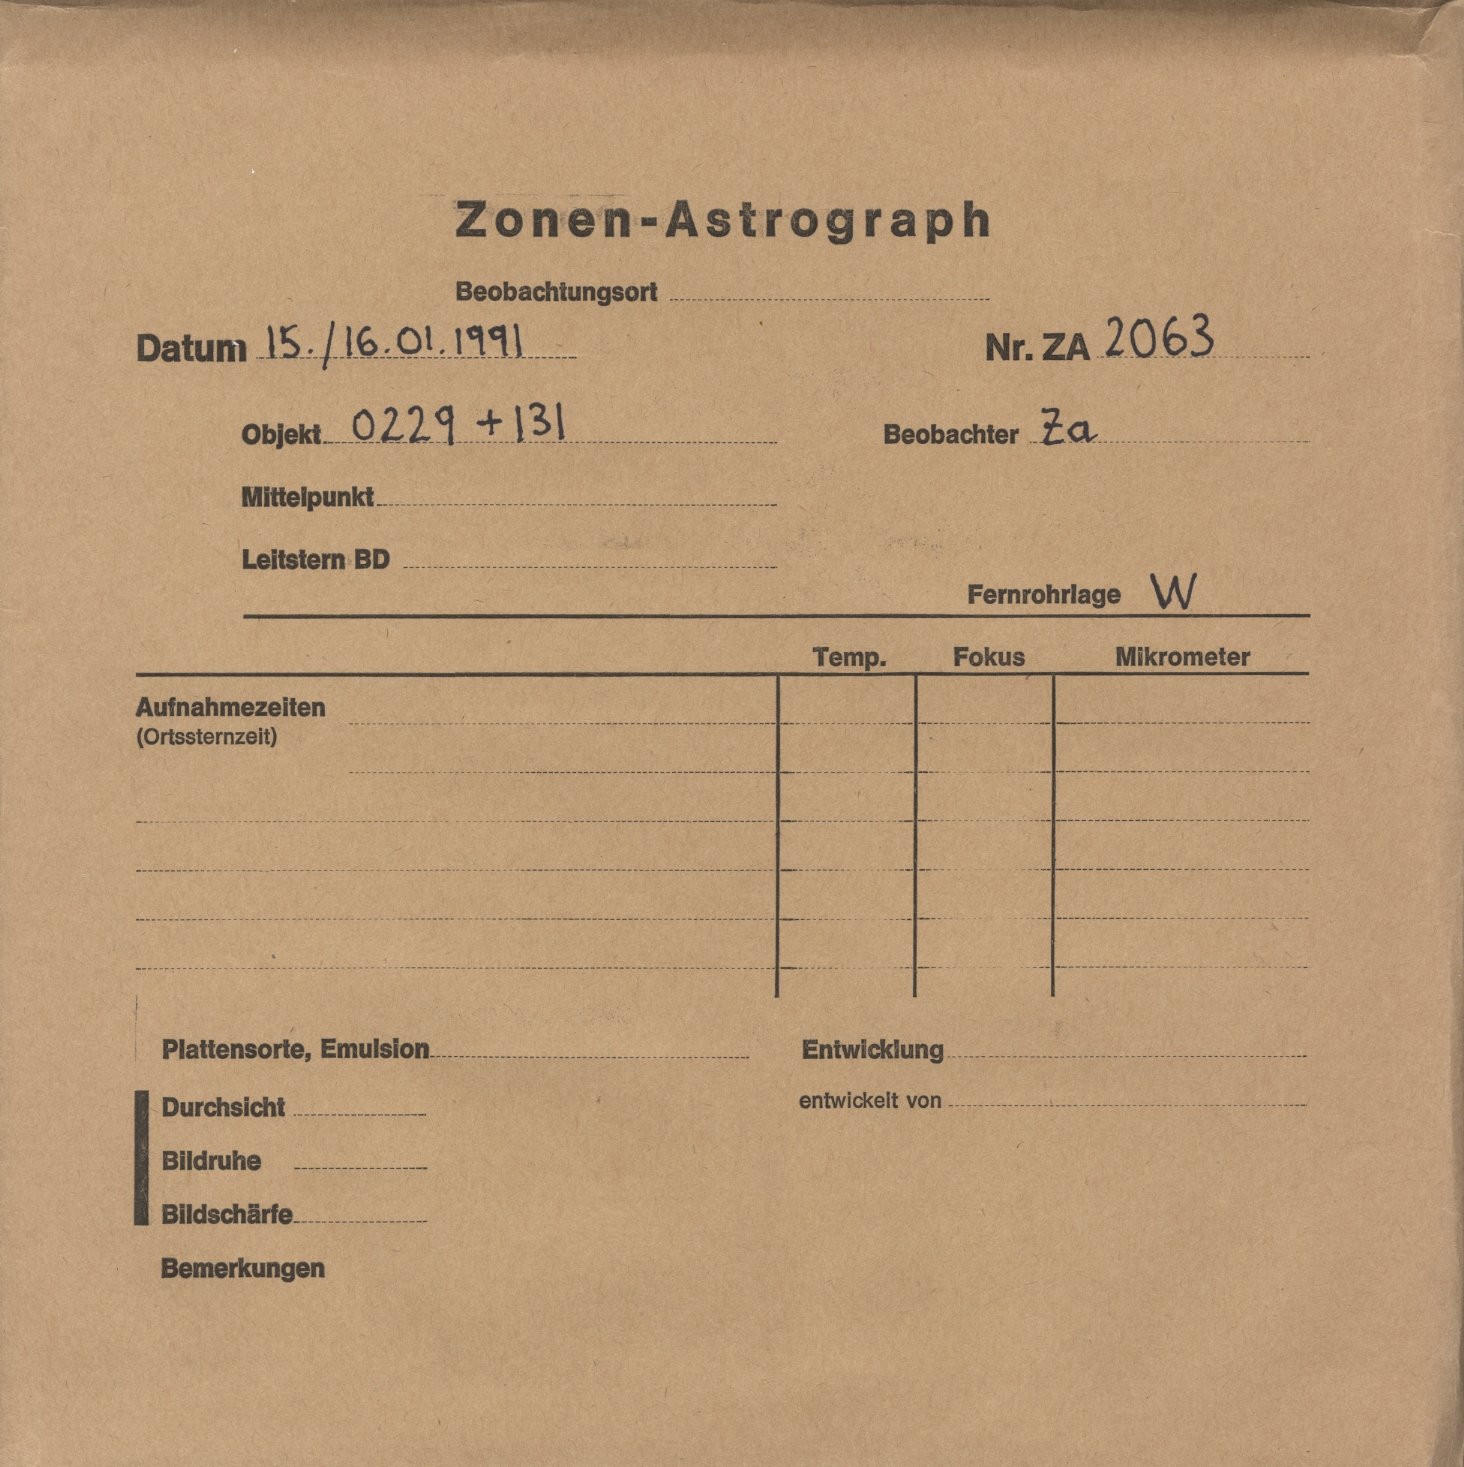 Zonen-Astrograph
Beobachtungsort
Datum 15./16.01.1991 Nr. ZA 2063
Objekt 0229 +131 Beobachter Za
Mittelpunkt
Leitstern BD
Fernrohrlage W
Temp. Fokus Mikrometer
Aufnahmezeiten
(Ortssternzeit)
Plattensorte, Emulsion Entwicklung
Durchsicht entwickelt von
Bildruhe
Bildschärfe
Bemerkungen